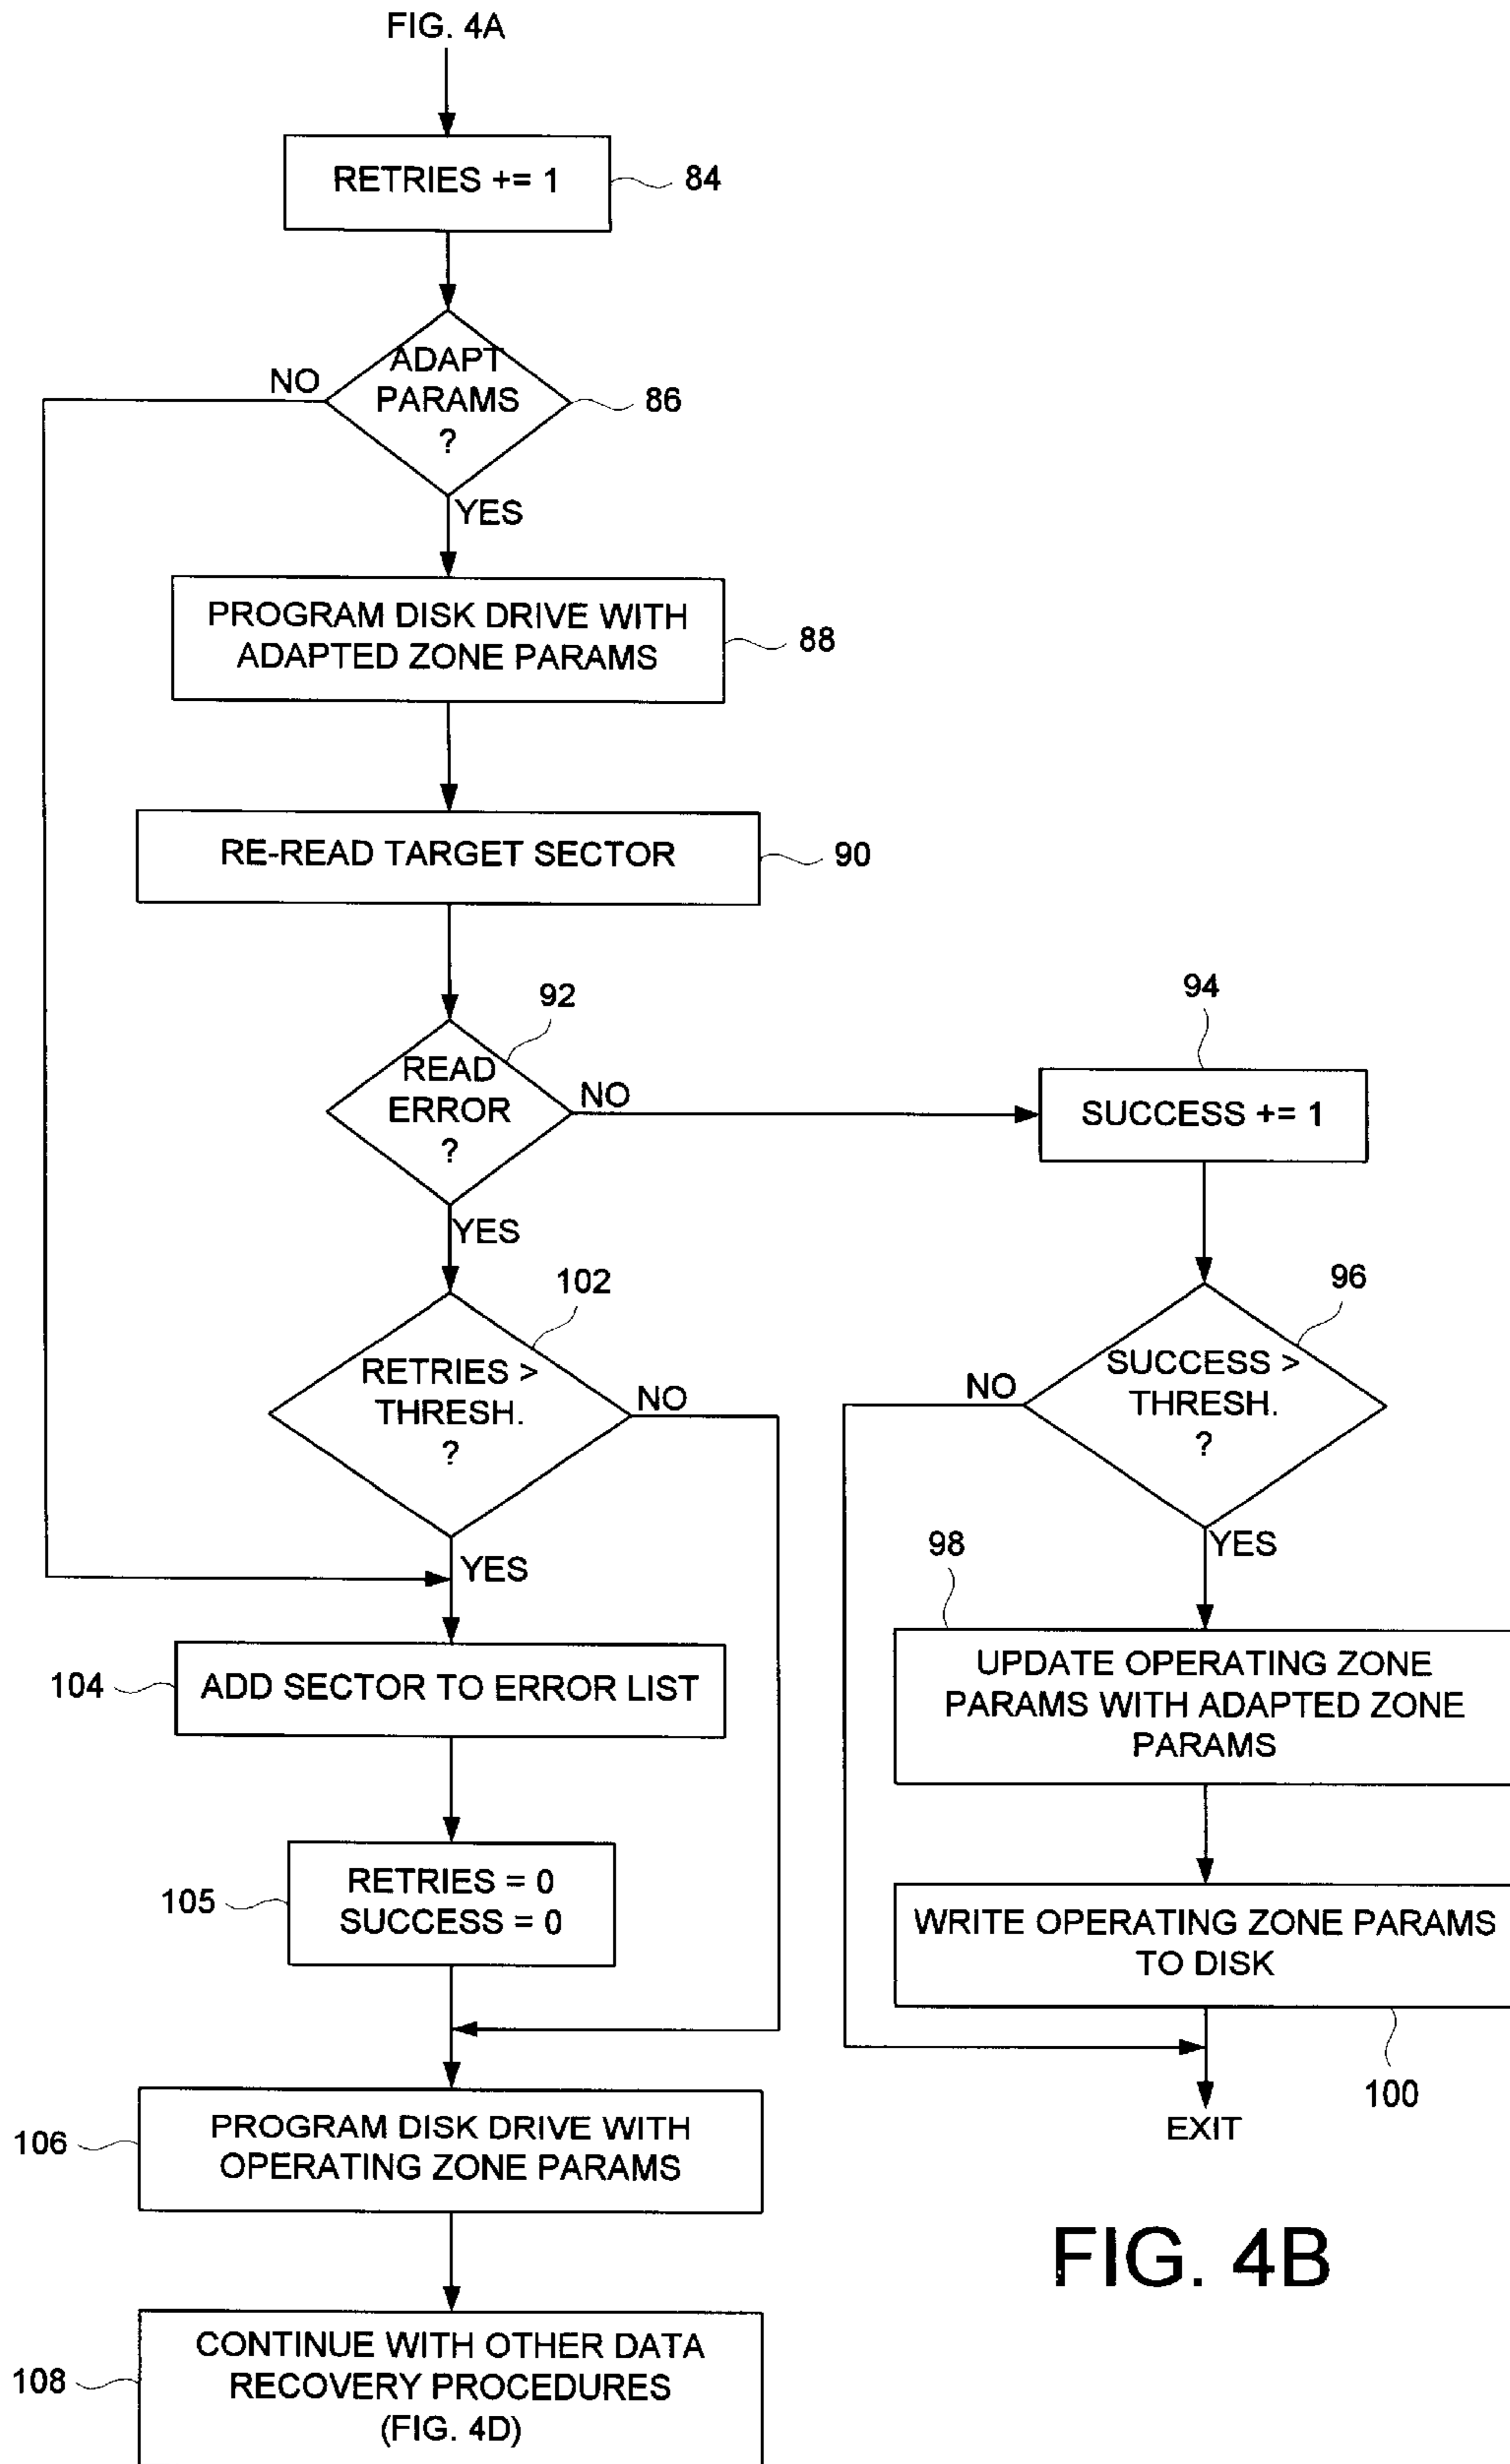 FIG. 4A
RETRIES += 1
84
ADAPT
PARAMS
?
86
NO
YES
PROGRAM DISK DRIVE WITH
ADAPTED ZONE PARAMS
88
RE-READ TARGET SECTOR
90
92
READ
ERROR
?
NO
YES
94
SUCCESS += 1
102
RETRIES >
THRESH.
?
NO
YES
96
SUCCESS >
THRESH.
?
NO
YES
98
UPDATE OPERATING ZONE
PARAMS WITH ADAPTED ZONE
PARAMS
104
ADD SECTOR TO ERROR LIST
105
RETRIES = 0
SUCCESS = 0
WRITE OPERATING ZONE PARAMS
TO DISK
100
EXIT
106
PROGRAM DISK DRIVE WITH
OPERATING ZONE PARAMS
108
CONTINUE WITH OTHER DATA
RECOVERY PROCEDURES
(FIG. 4D)
FIG. 4B